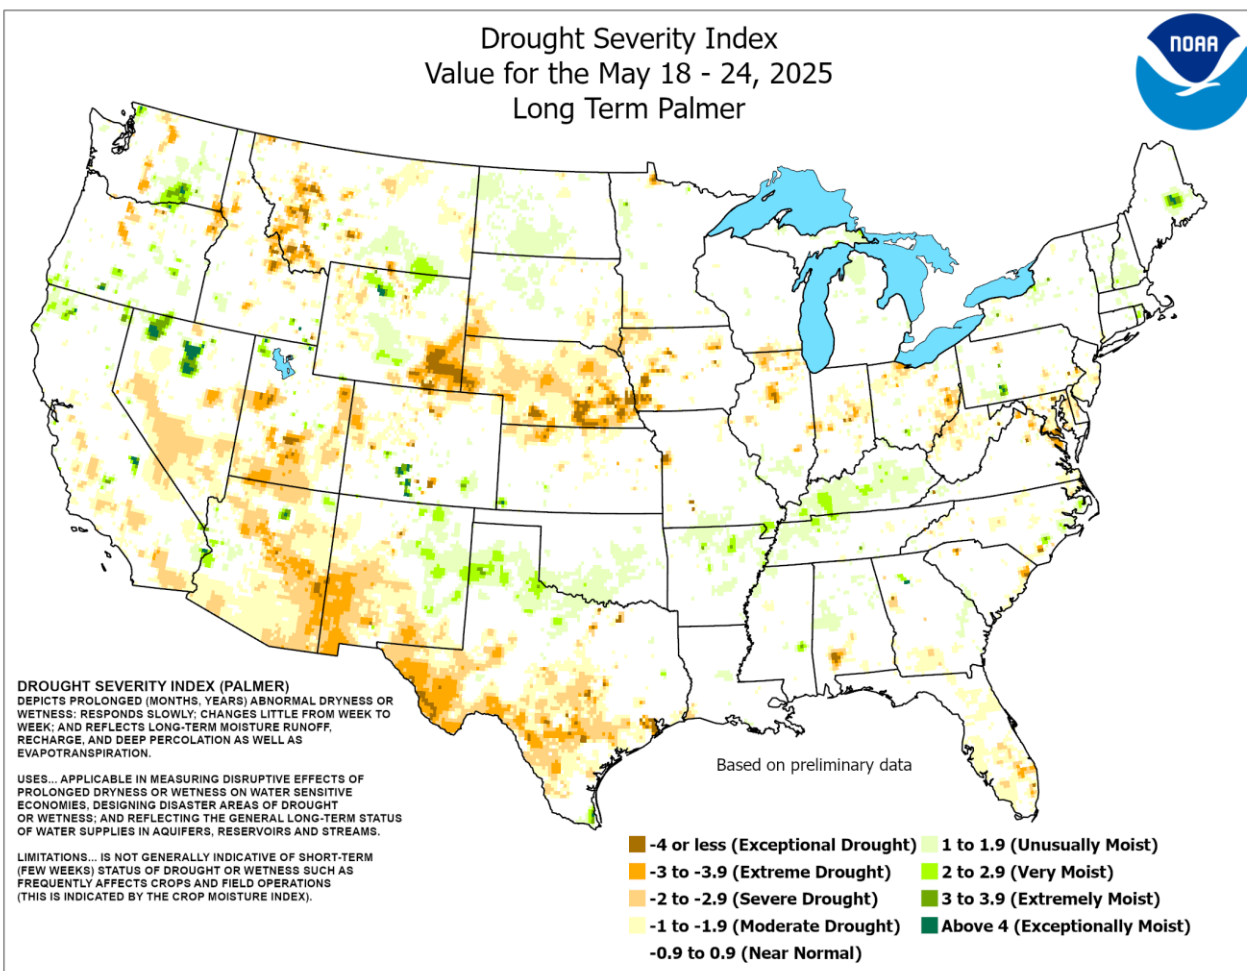 Drought Severity Index
Value for the May 18 - 24, 2025
Long Term Palmer
NOAA
DROUGHT SEVERITY INDEX (PALMER)
DEPICTS PROLONGED (MONTHS, YEARS) ABNORMAL DRYNESS OR
WETNESS: RESPONDS SLOWLY; CHANGES LITTLE FROM WEEK TO
WEEK; AND REFLECTS LONG-TERM MOISTURE RUNOFF,
RECHARGE, AND DEEP PERCOLATION AS WELL AS
EVAPOTRANSPIRATION.
USES... APPLICABLE IN MEASURING DISRUPTIVE EFFECTS OF
PROLONGED DRYNESS OR WETNESS ON WATER SENSITIVE
ECONOMIES, DESIGNING DISASTER AREAS OF DROUGHT
OR WETNESS; AND REFLECTING THE GENERAL LONG-TERM STATUS
OF WATER SUPPLIES IN AQUIFERS, RESERVOIRS AND STREAMS.
LIMITATIONS... IS NOT GENERALLY INDICATIVE OF SHORT-TERM
(FEW WEEKS) STATUS OF DROUGHT OR WETNESS SUCH AS
FREQUENTLY AFFECTS CROPS AND FIELD OPERATIONS
(THIS IS INDICATED BY THE CROP MOISTURE INDEX).
Based on preliminary data
-4 or less (Exceptional Drought)
-3 to -3.9 (Extreme Drought)
-2 to -2.9 (Severe Drought)
-1 to -1.9 (Moderate Drought)
-0.9 to 0.9 (Near Normal)
1 to 1.9 (Unusually Moist)
2 to 2.9 (Very Moist)
3 to 3.9 (Extremely Moist)
Above 4 (Exceptionally Moist)